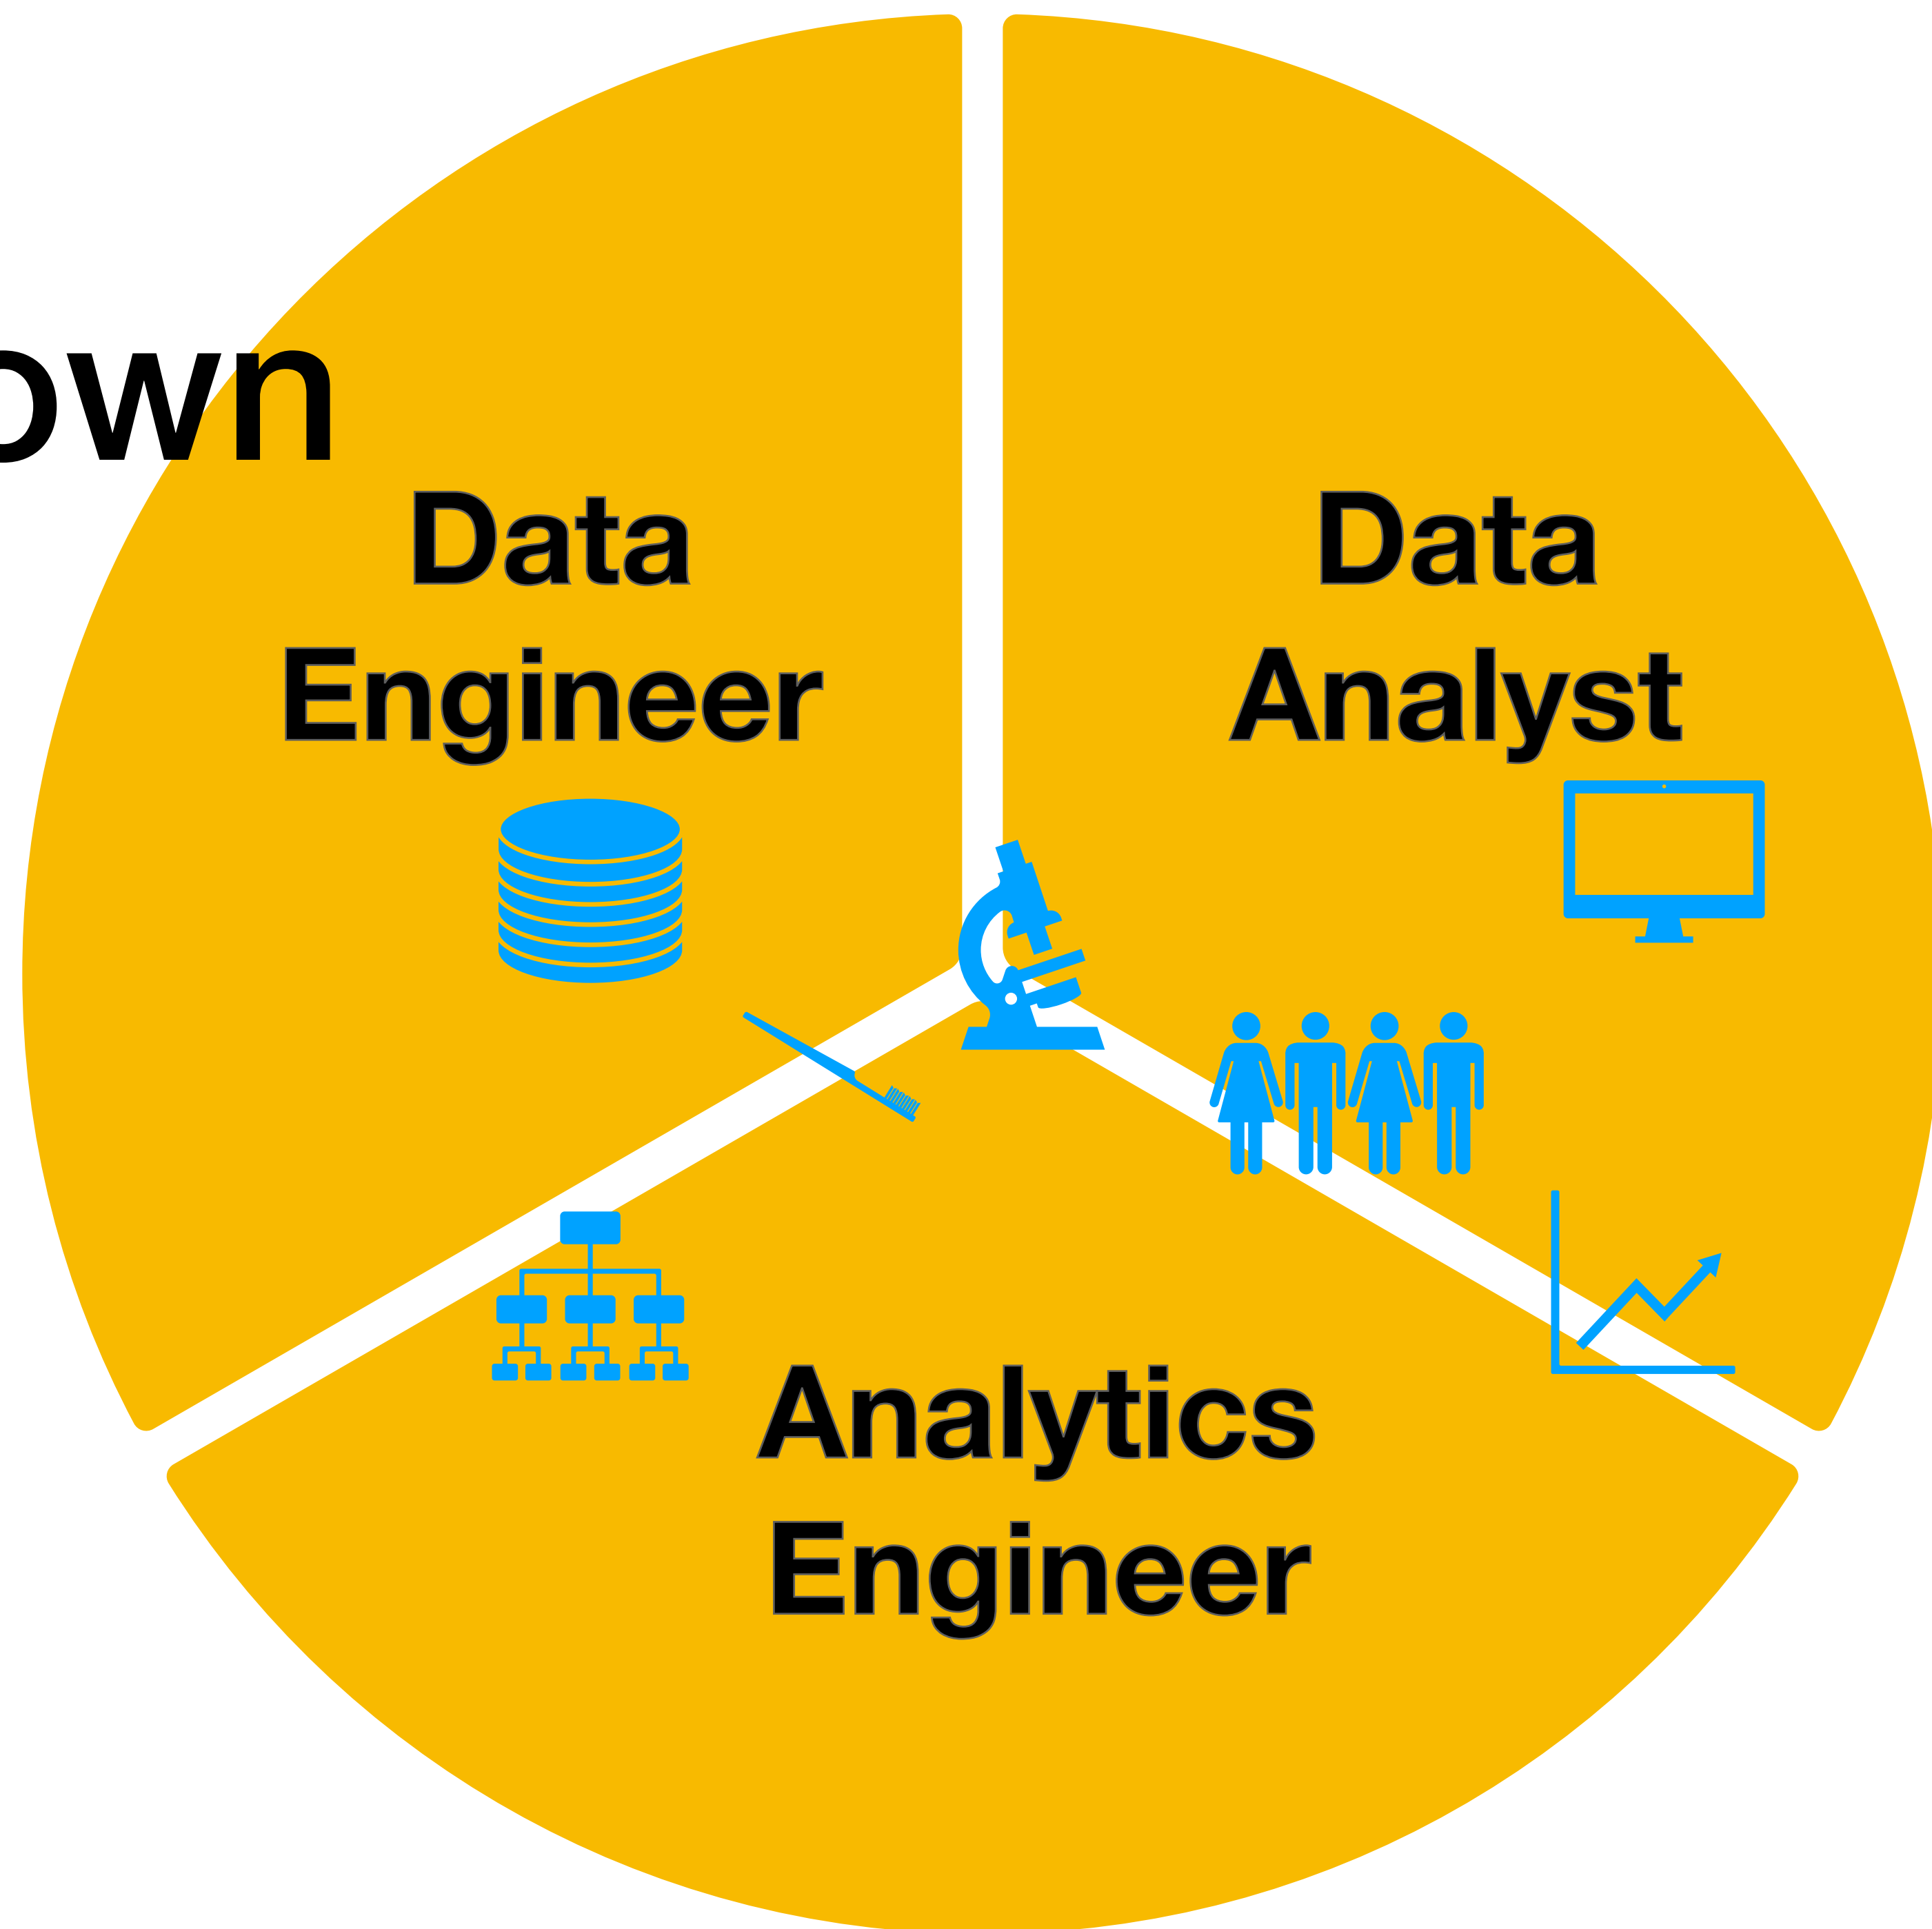 own
Data
Engineer
Data
Analyst
Analytics
Engineer